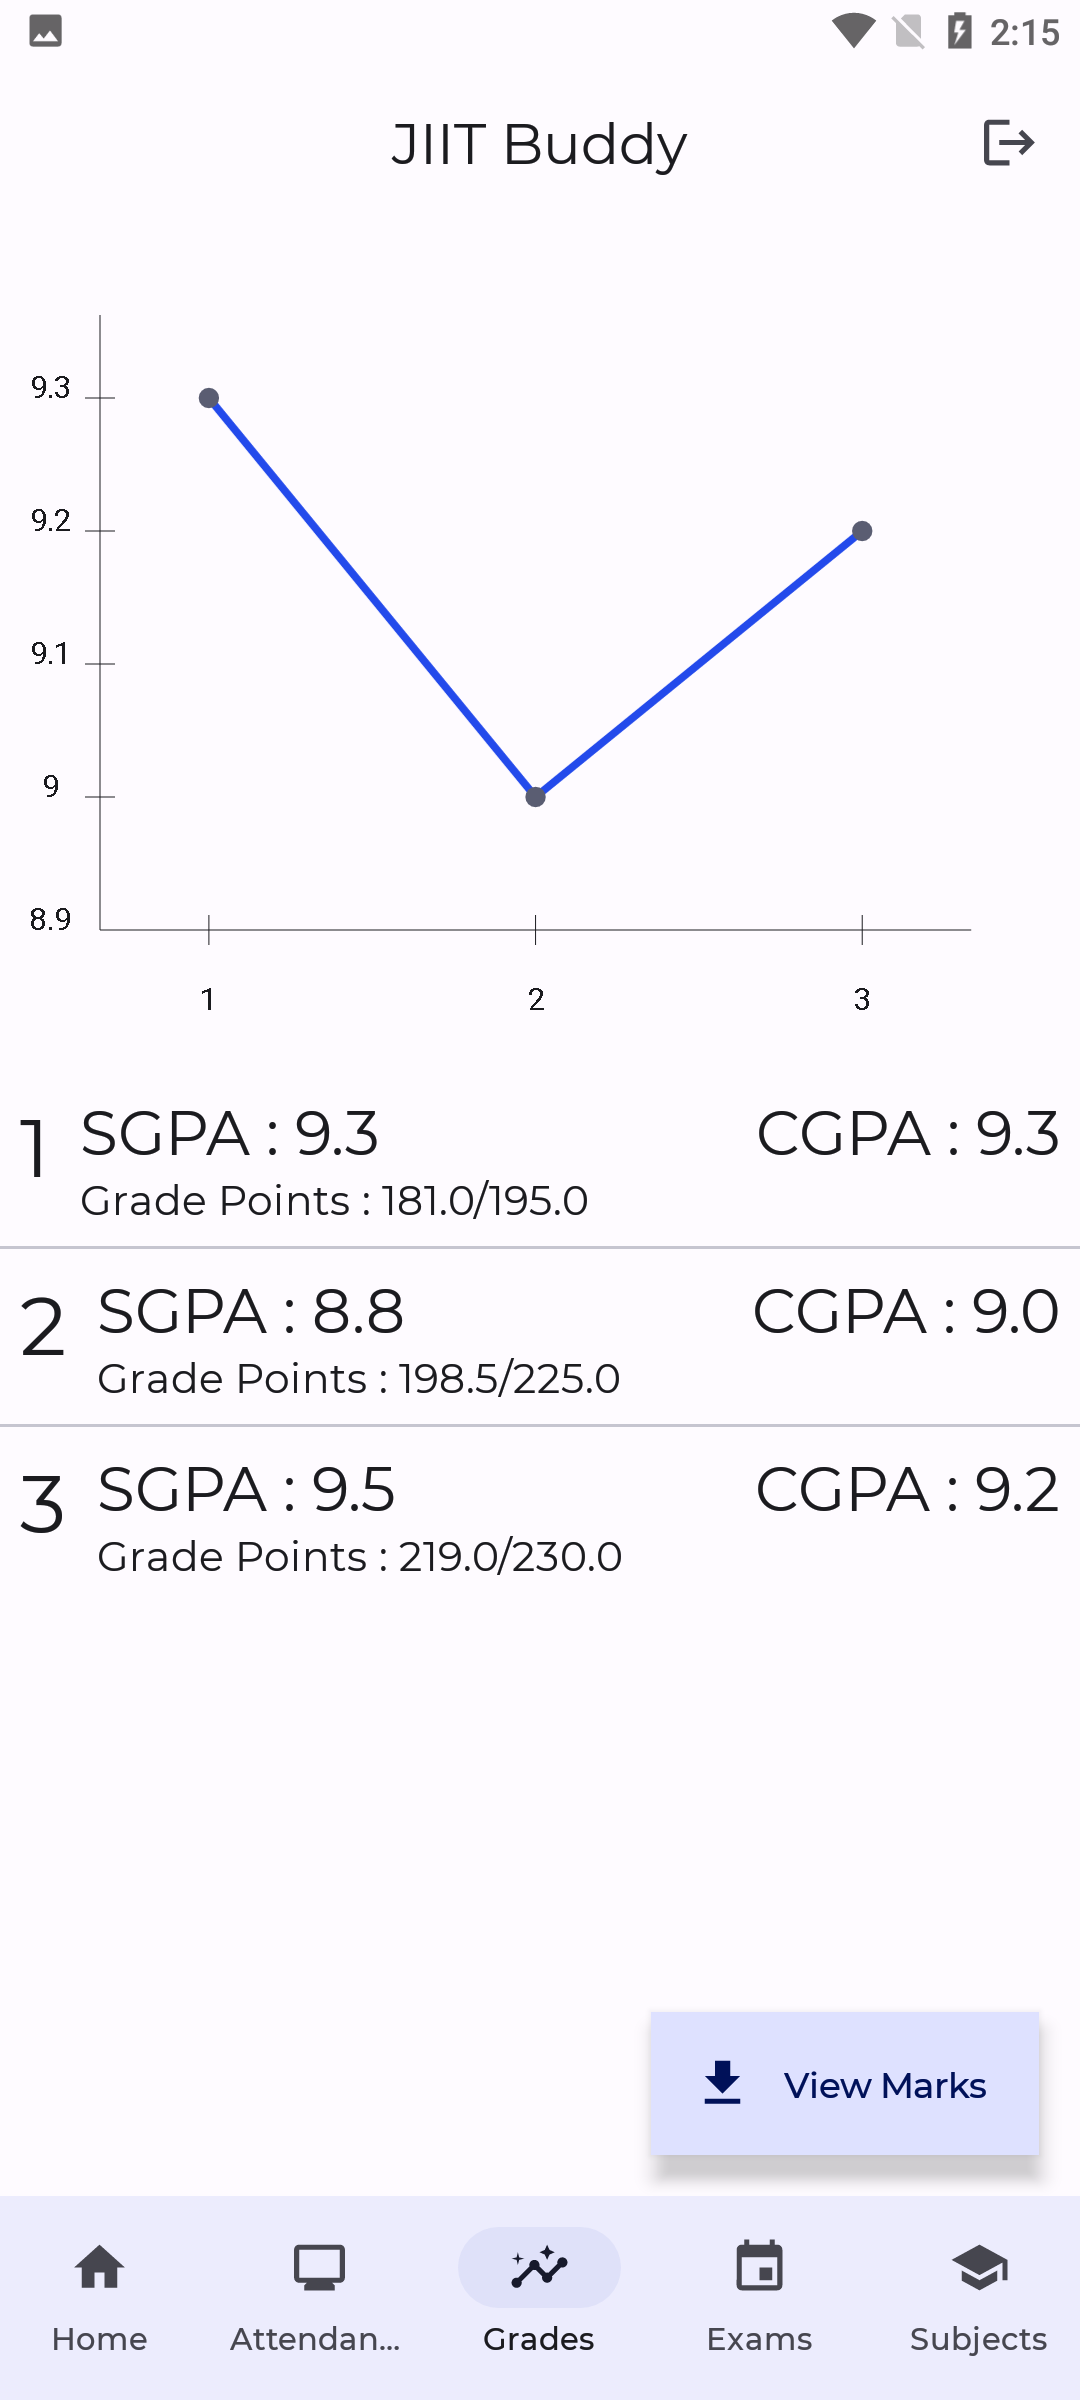 2:15
JIIT Buddy
9.3
9.2
9.1
9
8.9
1 2 3
1 SGPA : 9.3 CGPA : 9.3
Grade Points : 181.0/195.0
2 SGPA : 8.8 CGPA : 9.0
Grade Points : 198.5/225.0
3 SGPA : 9.5 CGPA : 9.2
Grade Points : 219.0/230.0
View Marks
Home Attendan... Grades Exams Subjects